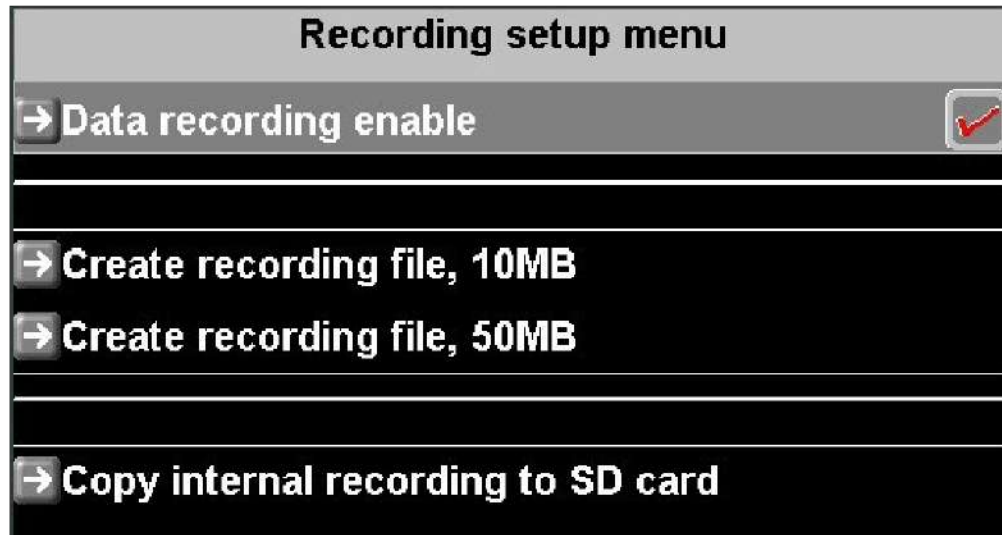 Recording setup menu
Data recording enable
Create recording file, 10MB
Create recording file, 50MB
Copy internal recording to SD card